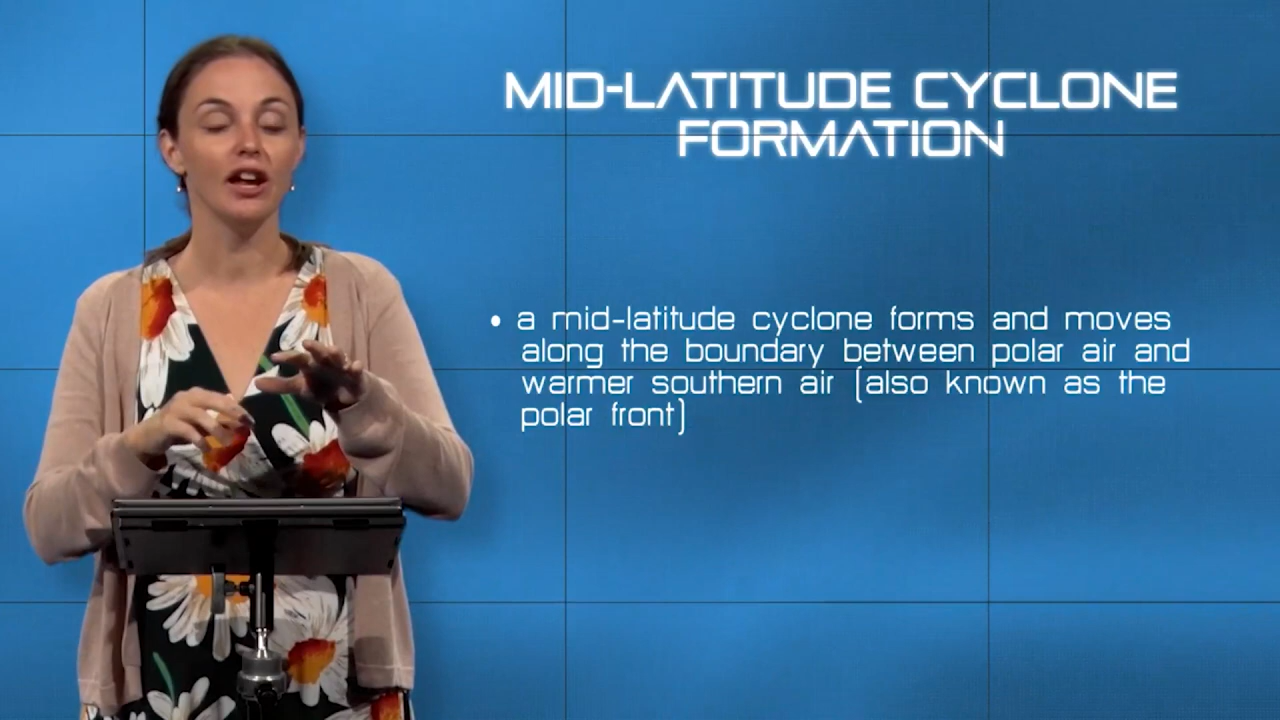 MID-LATITUDE CYCLONE
FORMATION
• a mid-latitude cyclone forms and moves
along the boundary between polar air and
warmer southern air (also known as the
polar front)